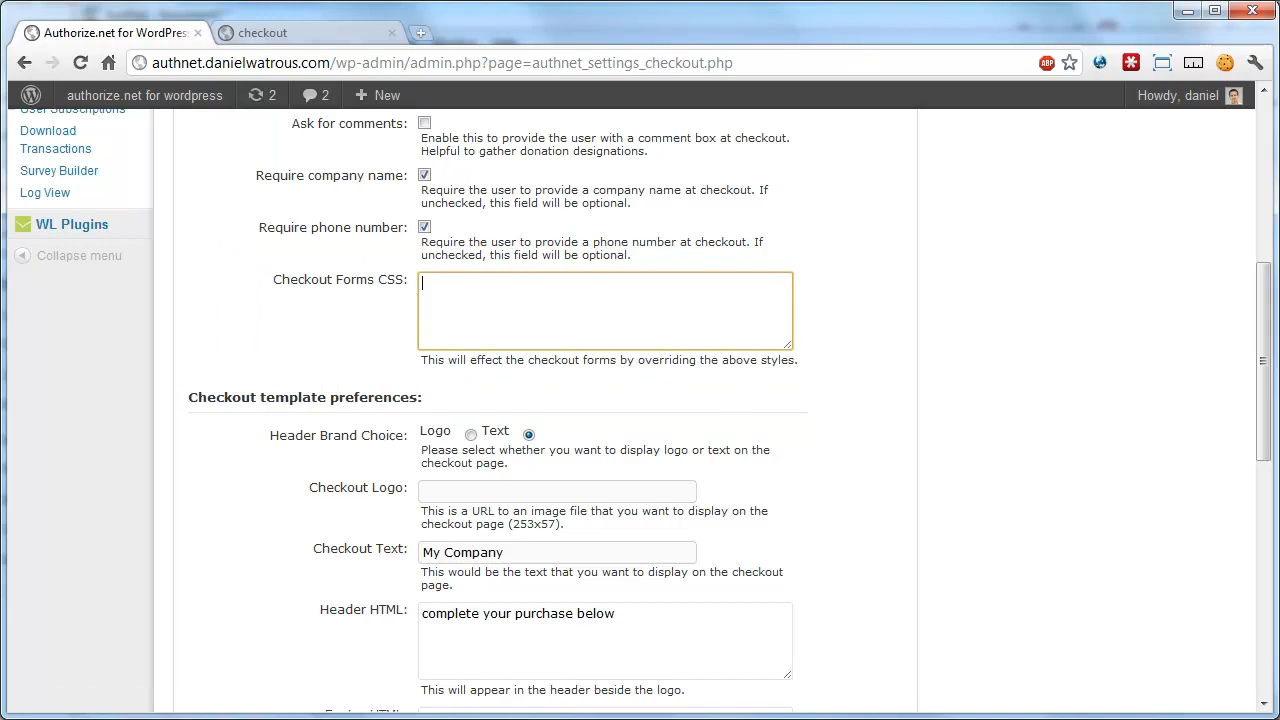 Authorize.net for WordPres
checkout
authnet.danielwatrous.com/wp-admin/admin.php?page=authnet_settings_checkout.php
ABP
authorize.net for wordpress
2
2
New
Howdy, daniel
User Subscriptions
Download
Transactions
Survey Builder
Log View
WL Plugins
Collapse menu
Ask for comments:
Enable this to provide the user with a comment box at checkout.
Helpful to gather donation designations.
Require company name:
Require the user to provide a company name at checkout. If
unchecked, this field will be optional.
Require phone number:
Require the user to provide a phone number at checkout. If
unchecked, this field will be optional.
Checkout Forms CSS:
This will effect the checkout forms by overriding the above styles.
Checkout template preferences:
Header Brand Choice:
Logo
Text
Please select whether you want to display logo or text on the
checkout page.
Checkout Logo:
This is a URL to an image file that you want to display on the
checkout page (253x57).
Checkout Text:
My Company
This would be the text that you want to display on the checkout
page.
Header HTML:
complete your purchase below
This will appear in the header beside the logo.